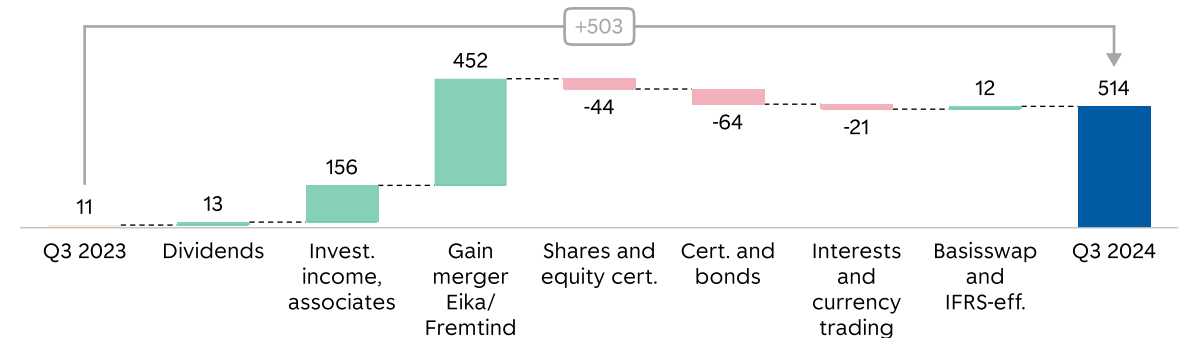 +503
11
13
156
452
-44
-64
-21
12
514
Q3 2023
Dividends
Invest.
income,
associates
Gain
merger
Eika/
Fremtind
Shares and
equity cert.
Cert. and
bonds
Interests
and
currency
trading
Basisswap
and
IFRS-eff.
Q3 2024